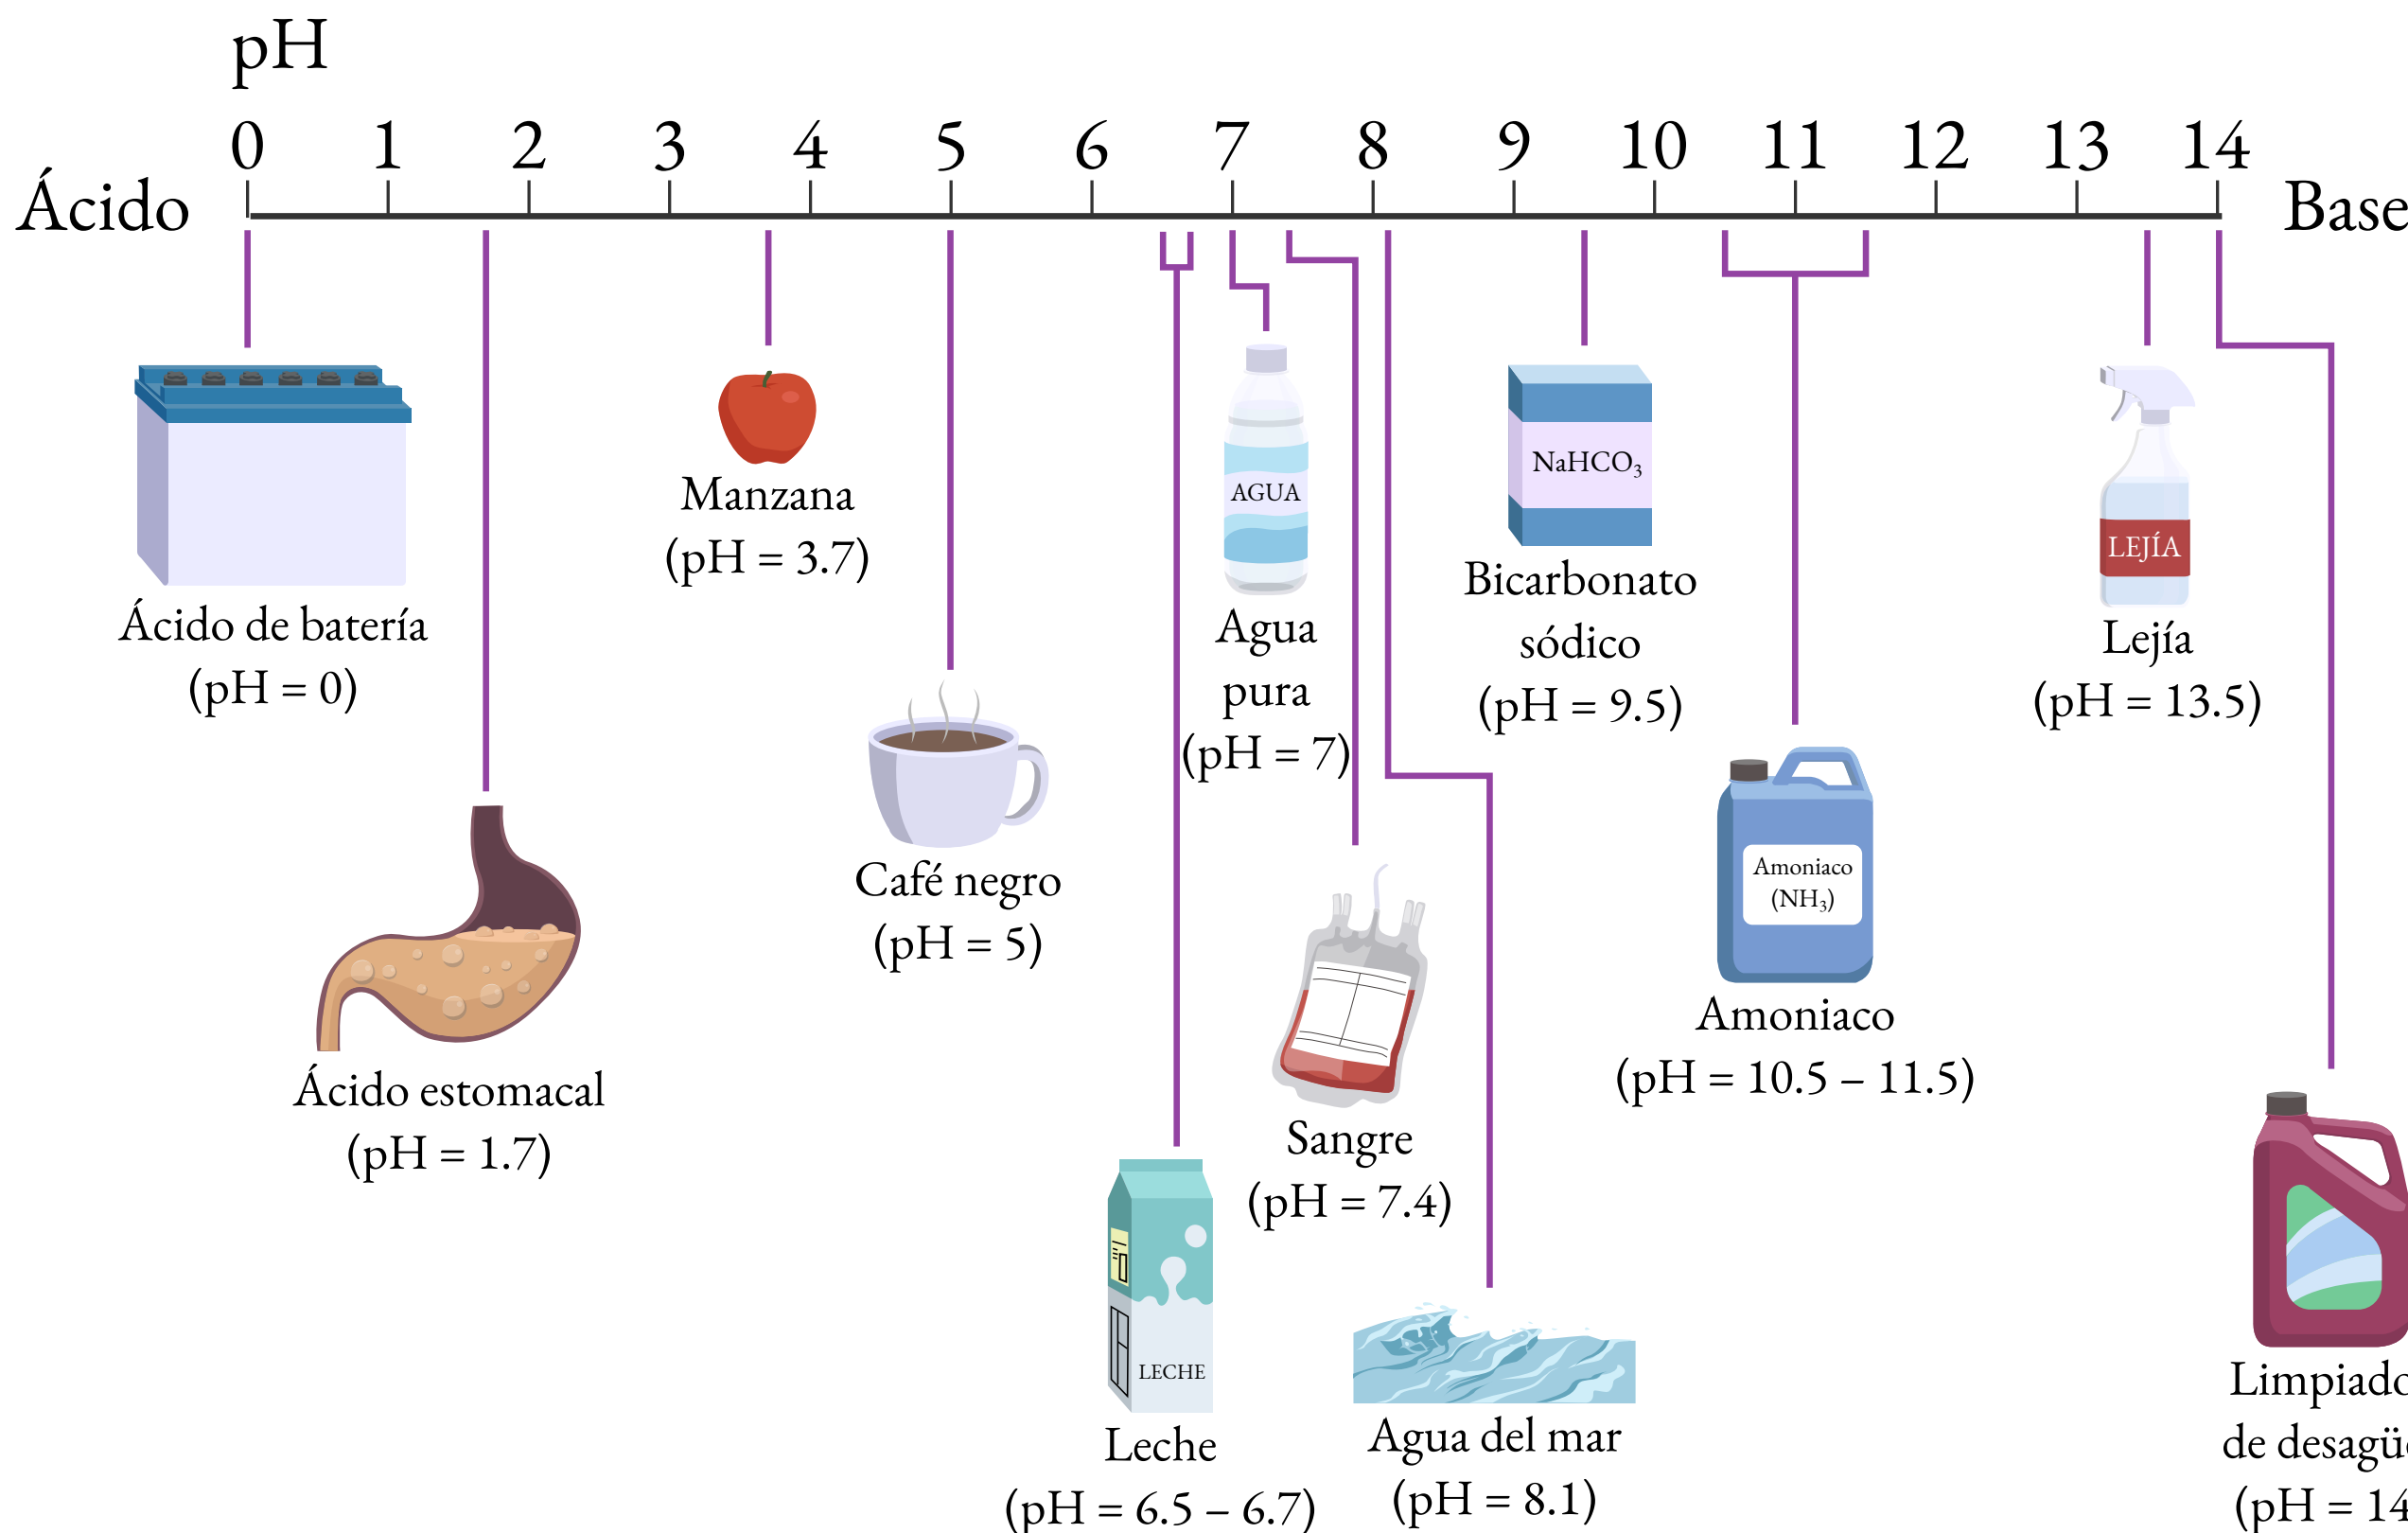 pH
0 1 2 3 4 5 6 7 8 9 10 11 12 13 14
Ácido
Base
Ácido de batería
(pH = 0)
Ácido estomacal
(pH = 1.7)
Manzana
(pH = 3.7)
Café negro
(pH = 5)
LECHE
Leche
(pH = 6.5 – 6.7)
AGUA
Agua
pura
(pH = 7)
Sangre
(pH = 7.4)
Agua del mar
(pH = 8.1)
NaHCO₃
Bicarbonato
sódico
(pH = 9.5)
Amoniaco
(NH₃)
Amoniaco
(pH = 10.5 – 11.5)
LEJÍA
Lejía
(pH = 13.5)
de
(pH = 14